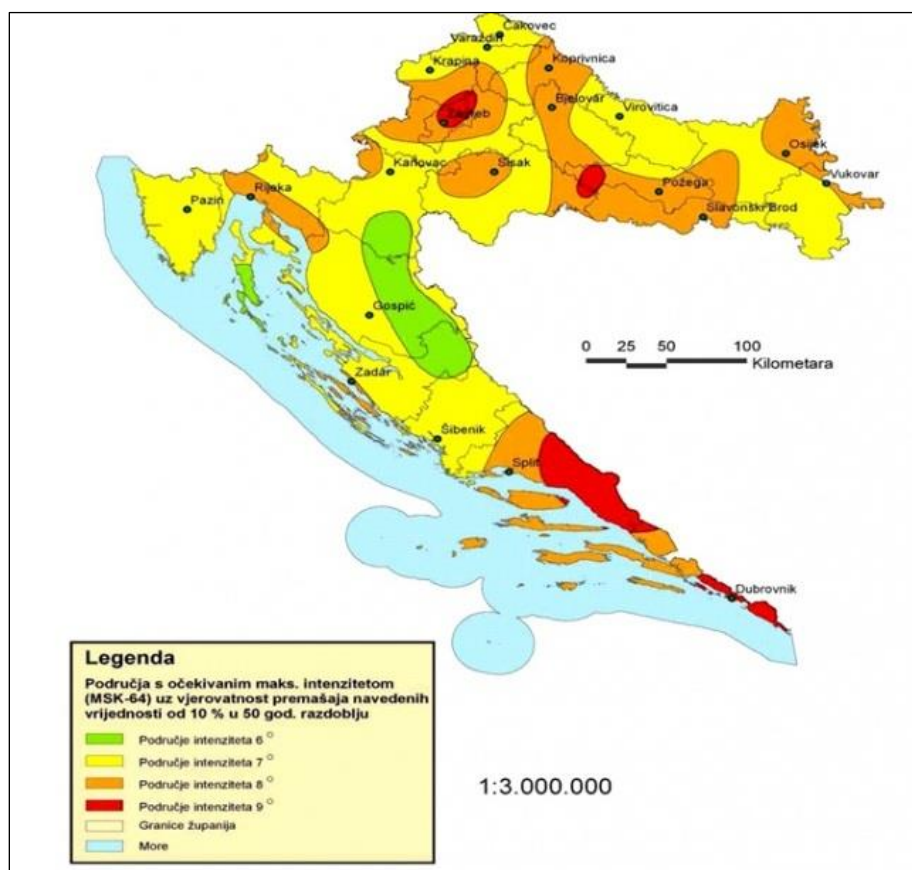 Čakovec
Varaždin
Krapina
Koprivnica
Zagreb
Bjelovar
Virovitica
Osijek
Karlovac
Sisak
Vukovar
Požega
Rijeka
Pazin
Slavonski Brod
Gospić
0 25 50 100
Kilometara
Zadar
Šibenik
Split
Dubrovnik
Legenda
Područja s očekivanim maks. intenzitetom
(MSK-64) uz vjerovatnost premašaja navedenih
vrijednosti od 10 % u 50 god. razdoblju
Područje intenziteta 6 °
Područje intenziteta 7 °
Područje intenziteta 8 °
Područje intenziteta 9 °
Granice županija
More
1:3.000.000